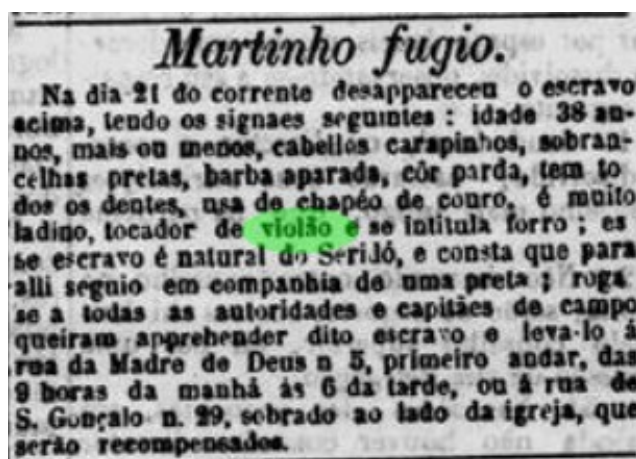 Martinho fugio.
Na dia 21 do corrente desappareceu o escravo
acima, tendo os signaes seguintes : idade 38 an-
nos, mais ou menos, cabellos carapinhos, sobran-
celhas pretas, barba aparada, côr parda, tem to
dos os dentes, usa de chapéo de couro, é muito
ladino, tocador de violão e se intitula forro ; es
se escravo é natural do Seridó, e consta que para
alli seguio em companhia de uma preta ; roga
se a todas as autoridades e capitães de campo
queiram apprehender dito escravo e leva-lo á
rua da Madre de Deus n 5, primeiro andar, das
9 horas da manhã ás 6 da tarde, ou á rua de
S. Gonçalo n. 29, sobrado ao lado da igreja, que
serão recompensados.